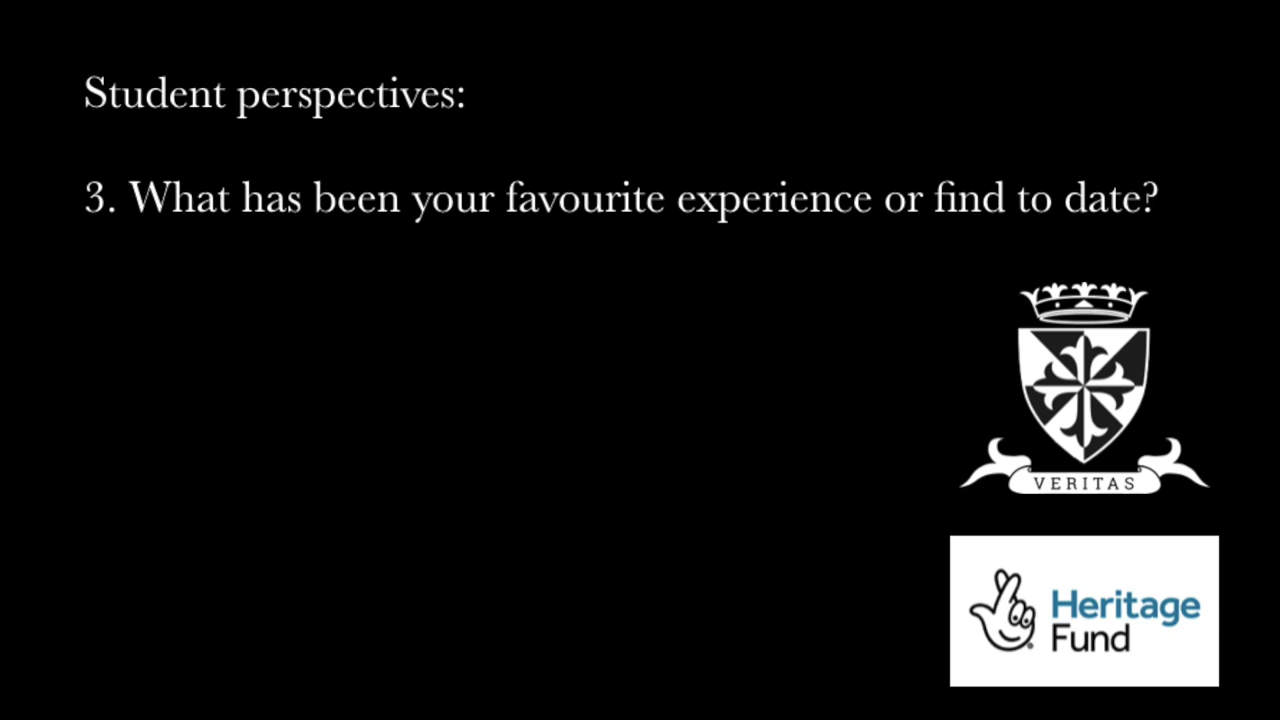 Student perspectives:
3. What has been your favourite experience or find to date?
VERITAS
Heritage
Fund